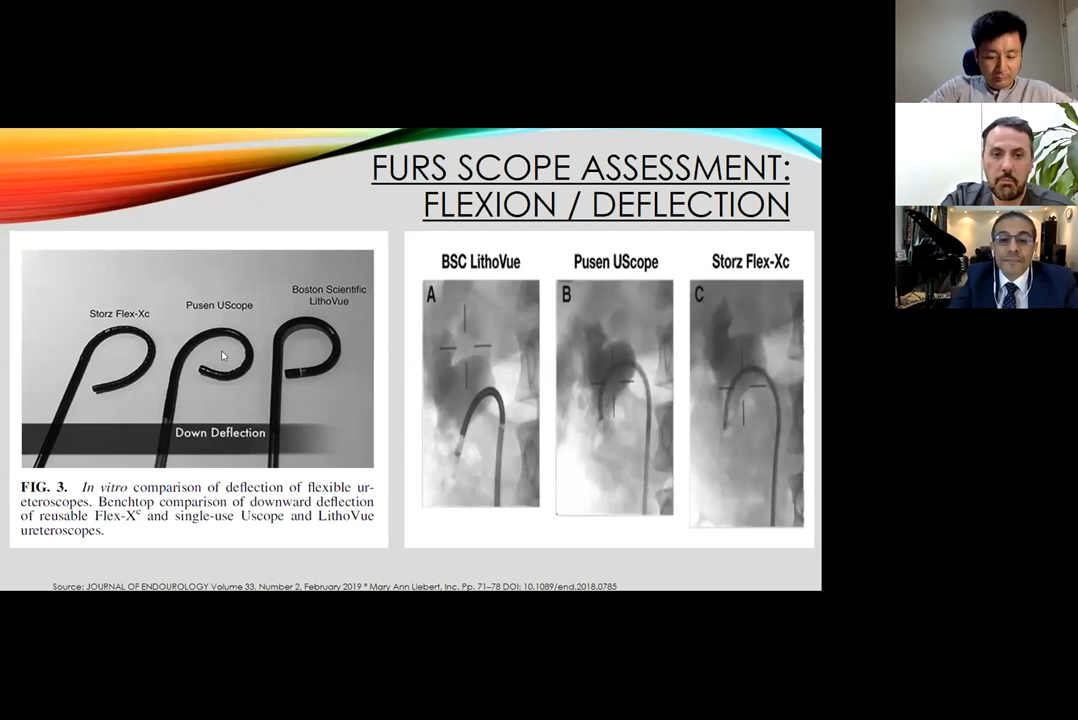 FURS SCOPE ASSESSMENT:
FLEXION / DEFLECTION
Storz Flex-Xc
Pusen UScope
Boston Scientific
LithoVue
Down Deflection
FIG. 3. In vitro comparison of deflection of flexible ur-
eteroscopes. Benchtop comparison of downward deflection
of reusable Flex-Xc and single-use Uscope and LithoVue
ureteroscopes.
BSC LithoVue
Pusen UScope
Storz Flex-Xc
A
B
C
Source: JOURNAL OF ENDOUROLOGY Volume 33, Number 2, February 2019 * Mary Ann Liebert, Inc. Pp. 71–78 DOI: 10.1089/end.2018.0785